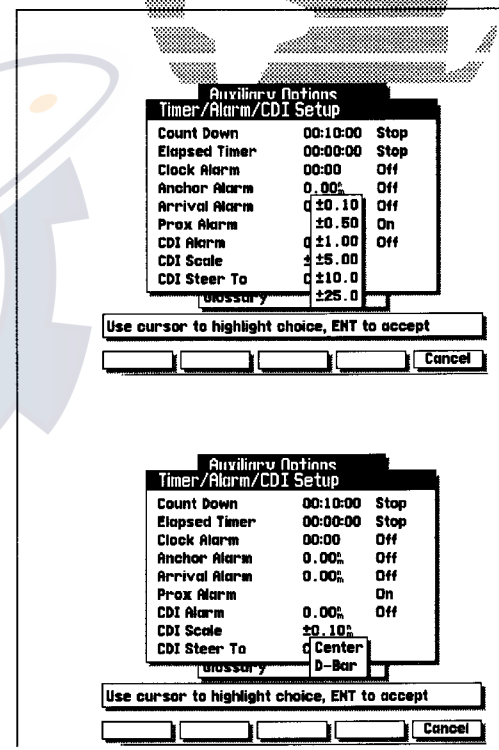 Auxiliary Options
Timer/Alarm/CDI Setup
Count Down 00:10:00 Stop
Elapsed Timer 00:00:00 Stop
Clock Alarm 00:00 Off
Anchor Alarm 0.00 Off
Arrival Alarm 0 ±0.10 Off
Prox Alarm ±0.50 On
CDI Alarm 0 ±1.00 Off
CDI Scale ± ±5.00
CDI Steer To ±10.0
Glossary ±25.0
Use cursor to highlight choice, ENT to accept
Cancel
Auxiliary Options
Timer/Alarm/CDI Setup
Count Down 00:10:00 Stop
Elapsed Timer 00:00:00 Stop
Clock Alarm 00:00 Off
Anchor Alarm 0.00 Off
Arrival Alarm 0.00 Off
Prox Alarm On
CDI Alarm 0.00 Off
CDI Scale ±0.10
CDI Steer To Center
Glossary D-Bar
Use cursor to highlight choice, ENT to accept
Cancel